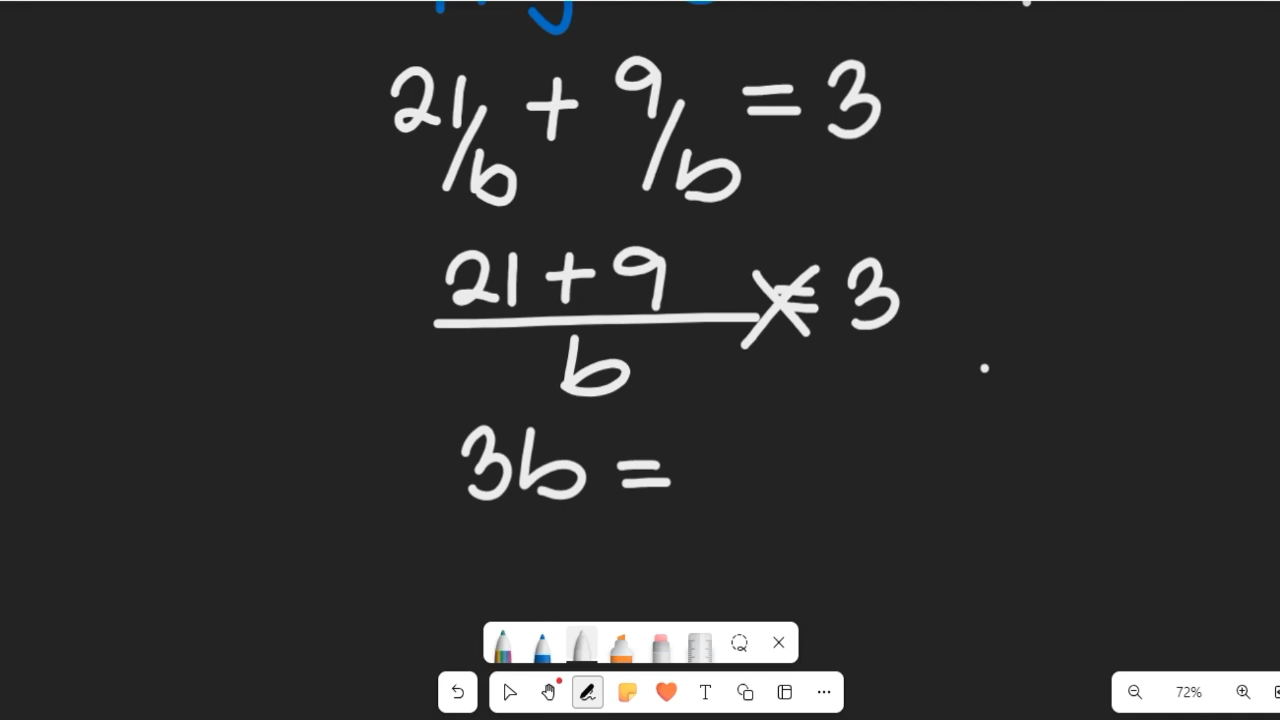 21/b + 9/b = 3
21 + 9 = 3
b
3b =
T
72%